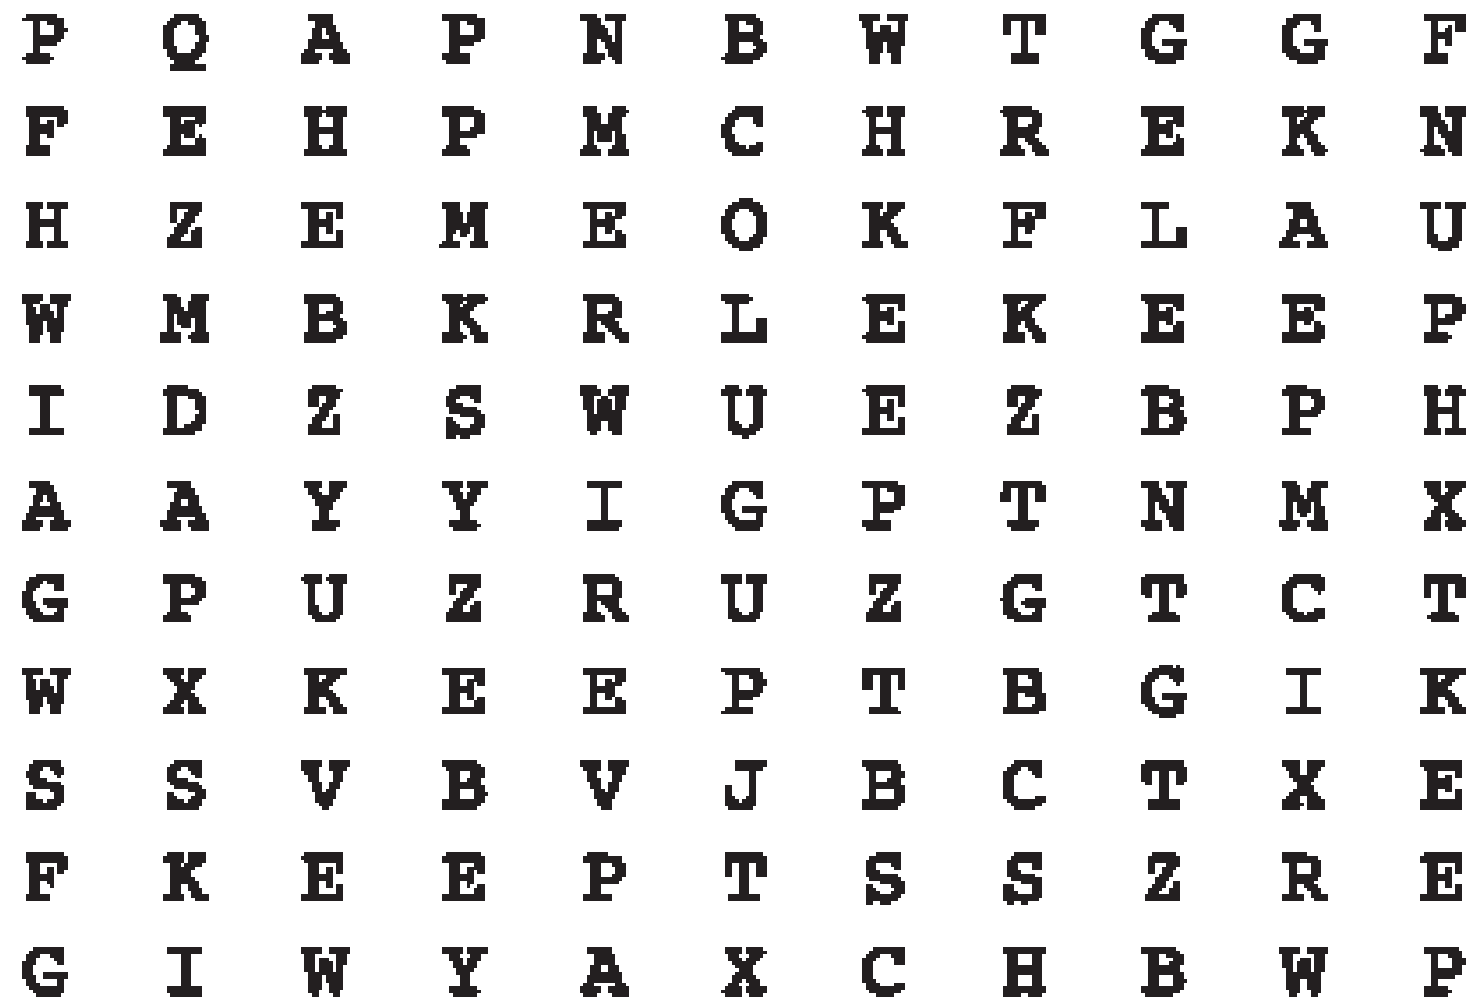 P Q A P N B W T G G F
F E H P M C H R E K N
H Z E M E O K F L A U
W M B K R L E K E E P
I D Z S W U E Z B P H
A A Y Y I G P T N M X
G P U Z R U Z G T C T
W X K E E P T B G I K
S S V B V J B C T X E
F K E E P T S S Z R E
G I W Y A X C H B W P